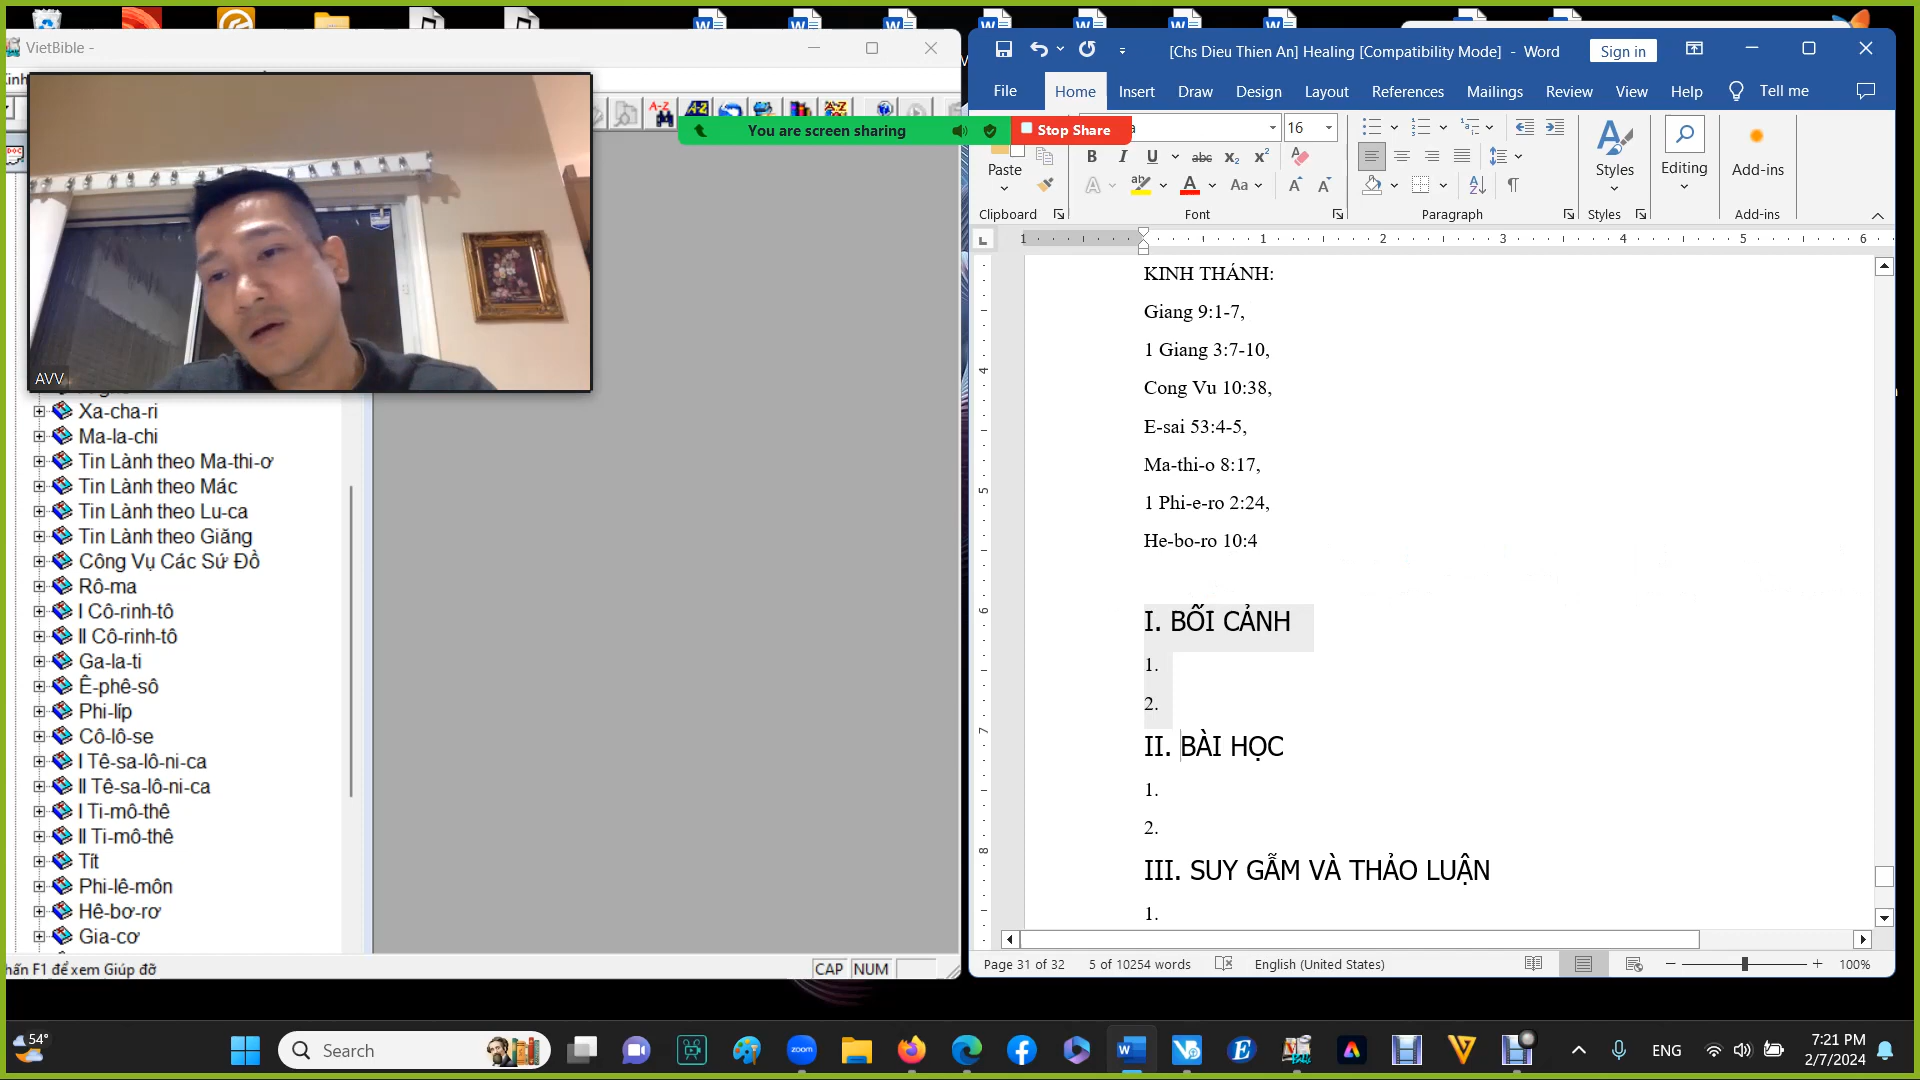 VietBible -
Kinh
You are screen sharing
Stop Share
AVV
Xa-cha-ri
Ma-la-chi
Tin Lành theo Ma-thi-ơ
Tin Lành theo Mác
Tin Lành theo Lu-ca
Tin Lành theo Giăng
Công Vụ Các Sứ Đồ
Rô-ma
I Cô-rinh-tô
II Cô-rinh-tô
Ga-la-ti
Ê-phê-sô
Phi-líp
Cô-lô-se
I Tê-sa-lô-ni-ca
II Tê-sa-lô-ni-ca
I Ti-mô-thê
II Ti-mô-thê
Tít
Phi-lê-môn
Hê-bơ-rơ
Gia-cơ
hấn F1 để xem Giúp đỡ
CAP NUM
[Chs Dieu Thien An] Healing [Compatibility Mode] - Word
Sign in
File Home Insert Draw Design Layout References Mailings Review View Help Tell me
16
Paste
Styles
Editing
Add-ins
Clipboard Font Paragraph Styles Add-ins
1 1 2 3 4 5 6
KINH THÁNH:
Giang 9:1-7,
1 Giang 3:7-10,
Cong Vu 10:38,
E-sai 53:4-5,
Ma-thi-o 8:17,
1 Phi-e-ro 2:24,
He-bo-ro 10:4
I. BỐI CẢNH
1.
2.
II. BÀI HỌC
1.
2.
III. SUY GẪM VÀ THẢO LUẬN
1.
Page 31 of 32 5 of 10254 words English (United States) 100%
54°
Search
zoom
ENG
7:21 PM
2/7/2024